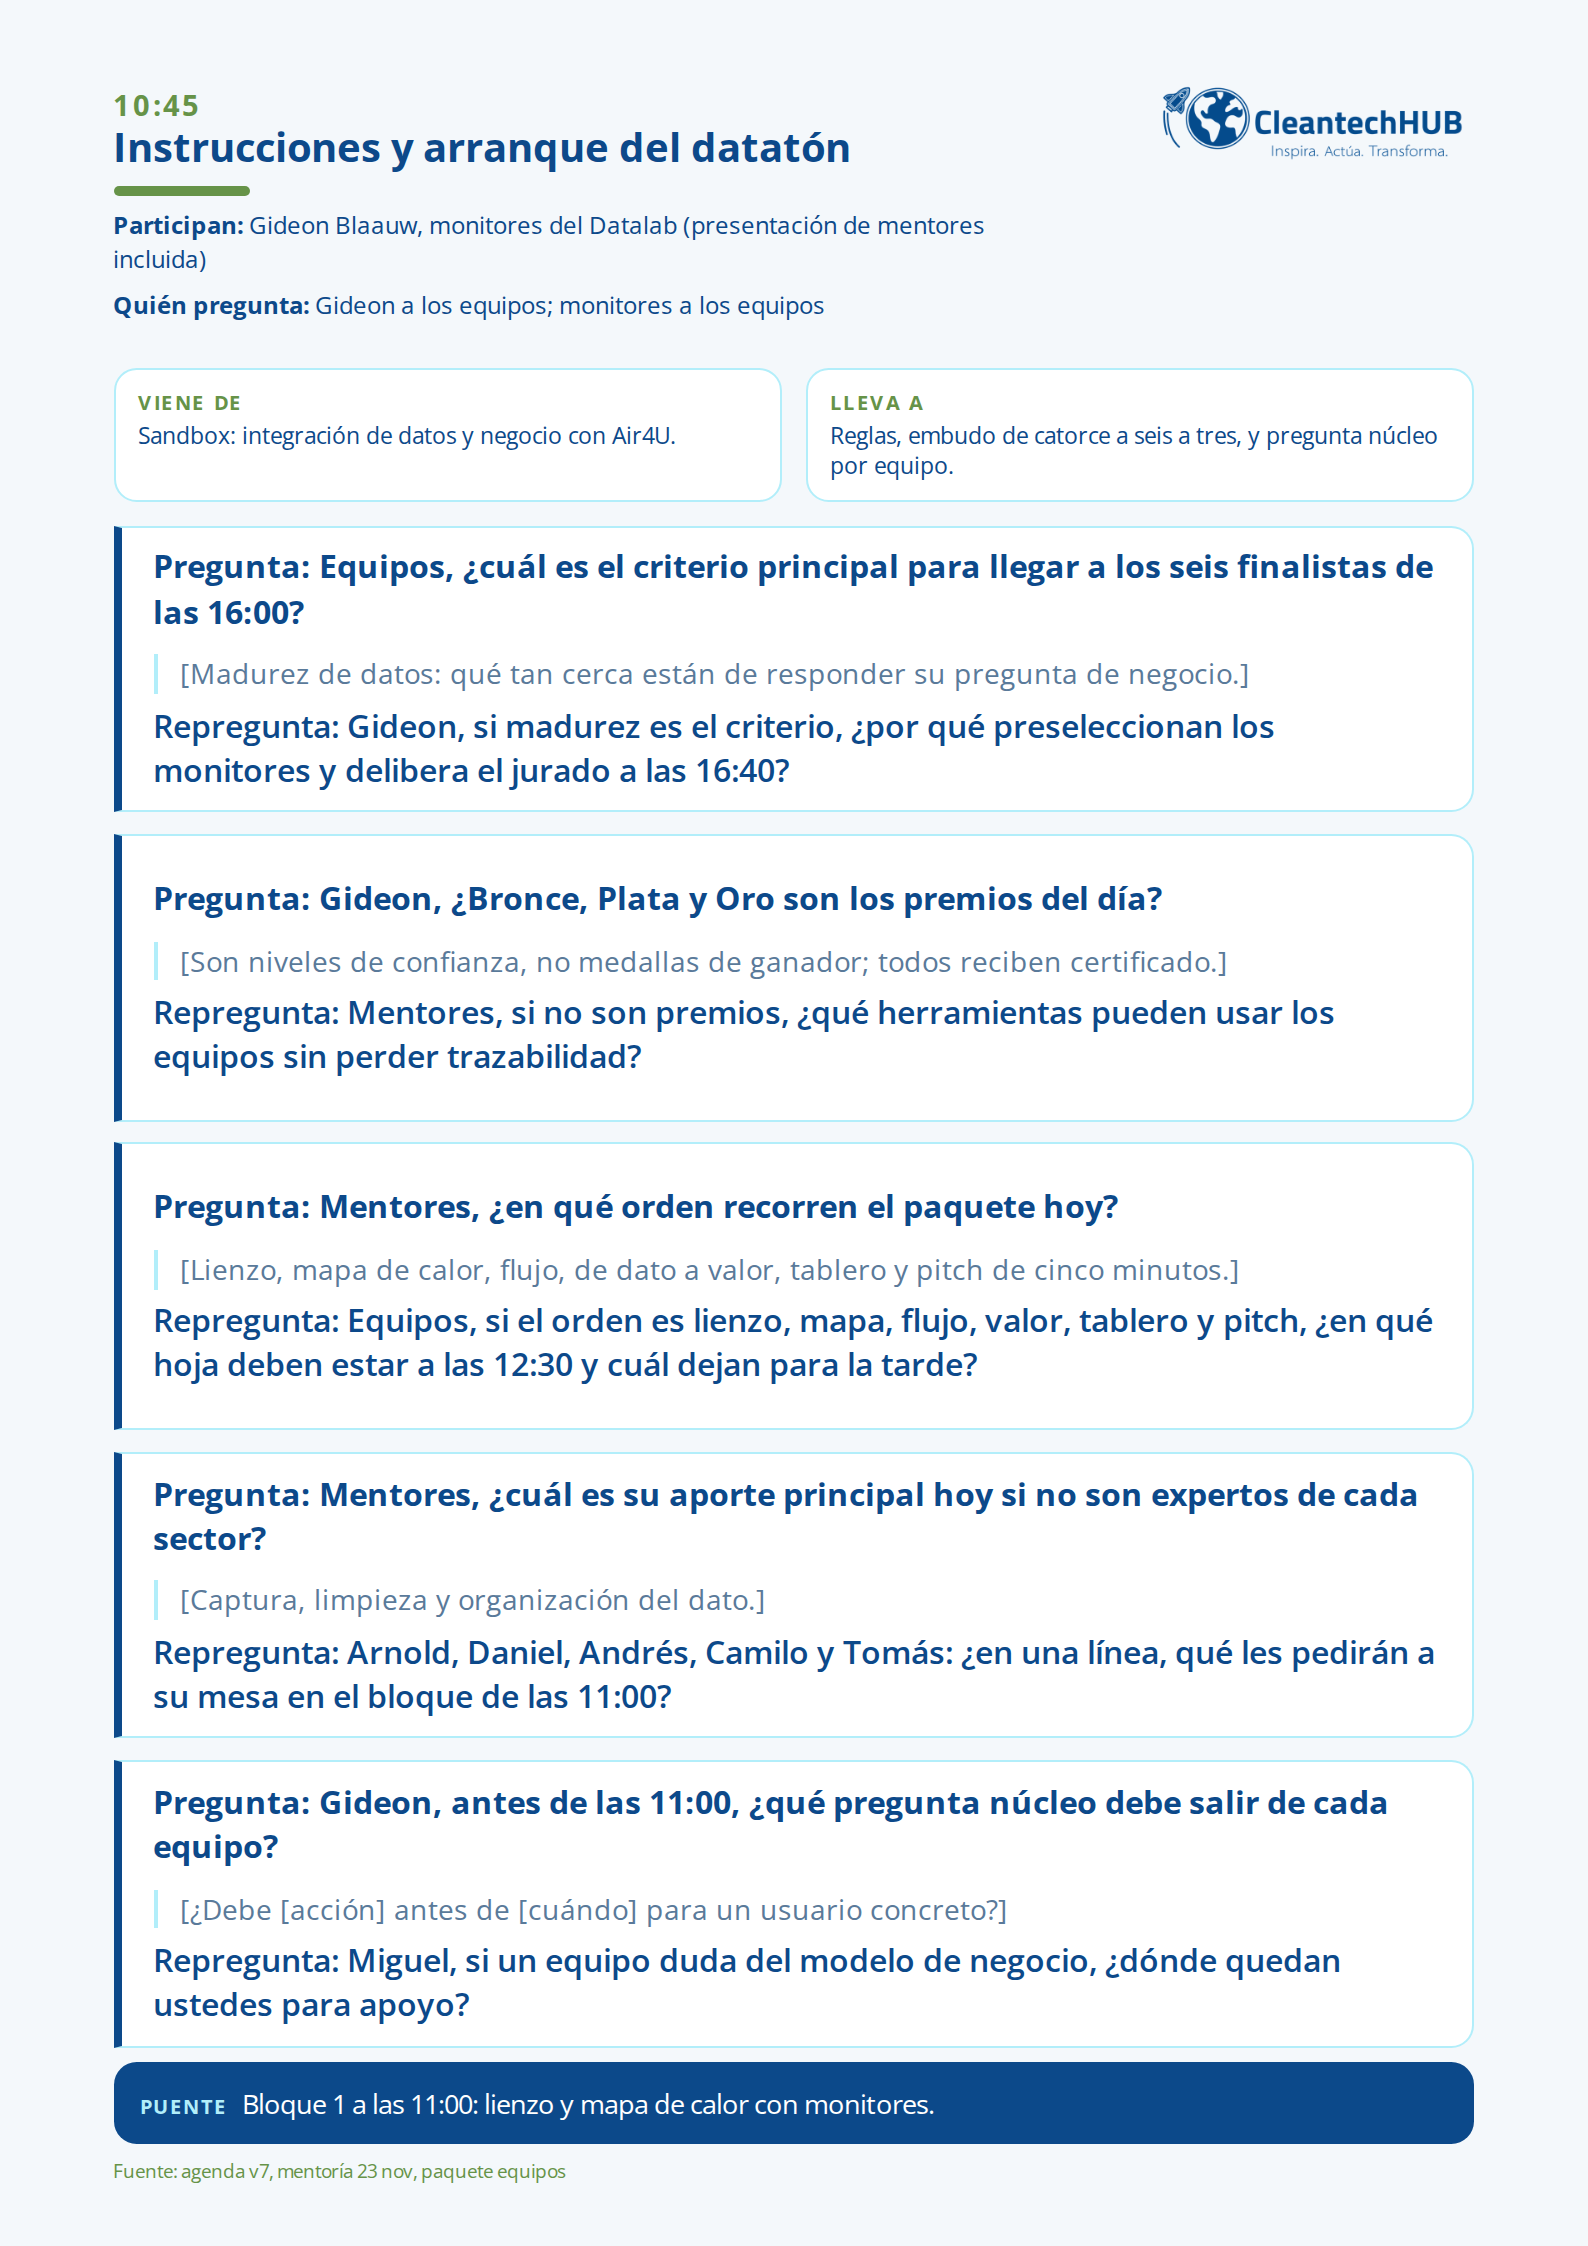 10:45
Instrucciones y arranque del datatón
CleantechHUB
Inspira. Actúa. Transforma.
Participan: Gideon Blaauw, monitores del Datalab (presentación de mentores
incluida)
Quién pregunta: Gideon a los equipos; monitores a los equipos
VIENE DE
Sandbox: integración de datos y negocio con Air4U.
LLEVA A
Reglas, embudo de catorce a seis a tres, y pregunta núcleo
por equipo.
Pregunta: Equipos, ¿cuál es el criterio principal para llegar a los seis finalistas de
las 16:00?
[Madurez de datos: qué tan cerca están de responder su pregunta de negocio.]
Repregunta: Gideon, si madurez es el criterio, ¿por qué preseleccionan los
monitores y delibera el jurado a las 16:40?
Pregunta: Gideon, ¿Bronce, Plata y Oro son los premios del día?
[Son niveles de confianza, no medallas de ganador; todos reciben certificado.]
Repregunta: Mentores, si no son premios, ¿qué herramientas pueden usar los
equipos sin perder trazabilidad?
Pregunta: Mentores, ¿en qué orden recorren el paquete hoy?
[Lienzo, mapa de calor, flujo, de dato a valor, tablero y pitch de cinco minutos.]
Repregunta: Equipos, si el orden es lienzo, mapa, flujo, valor, tablero y pitch, ¿en qué
hoja deben estar a las 12:30 y cuál dejan para la tarde?
Pregunta: Mentores, ¿cuál es su aporte principal hoy si no son expertos de cada
sector?
[Captura, limpieza y organización del dato.]
Repregunta: Arnold, Daniel, Andrés, Camilo y Tomás: ¿en una línea, qué les pedirán a
su mesa en el bloque de las 11:00?
Pregunta: Gideon, antes de las 11:00, ¿qué pregunta núcleo debe salir de cada
equipo?
[¿Debe [acción] antes de [cuándo] para un usuario concreto?]
Repregunta: Miguel, si un equipo duda del modelo de negocio, ¿dónde quedan
ustedes para apoyo?
PUENTE Bloque 1 a las 11:00: lienzo y mapa de calor con monitores.
Fuente: agenda v7, mentoría 23 nov, paquete equipos